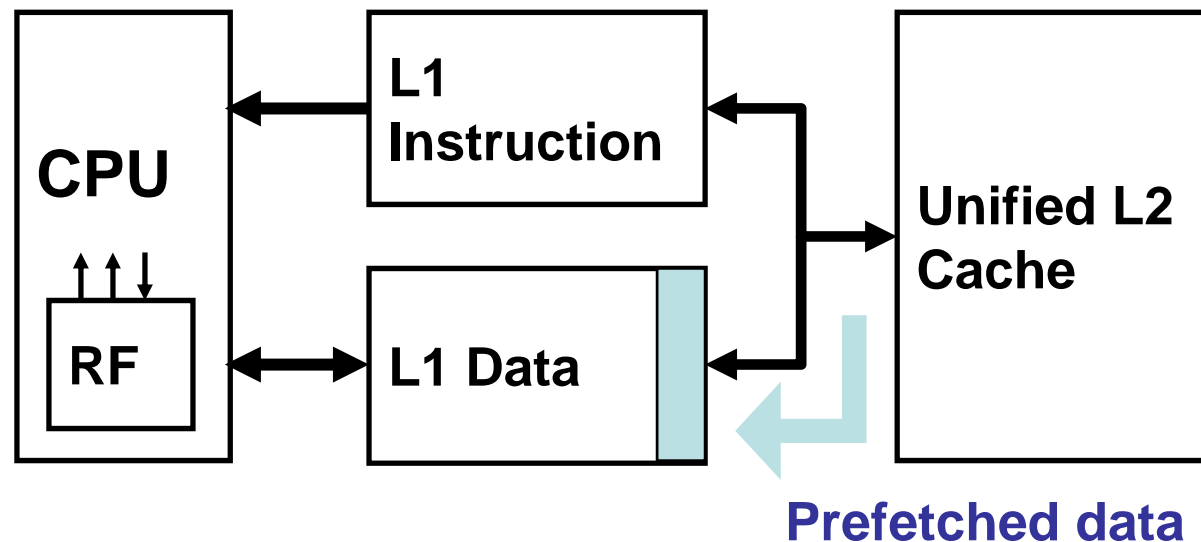 CPU
RF
L1
Instruction
L1 Data
Unified L2
Cache
Prefetched data